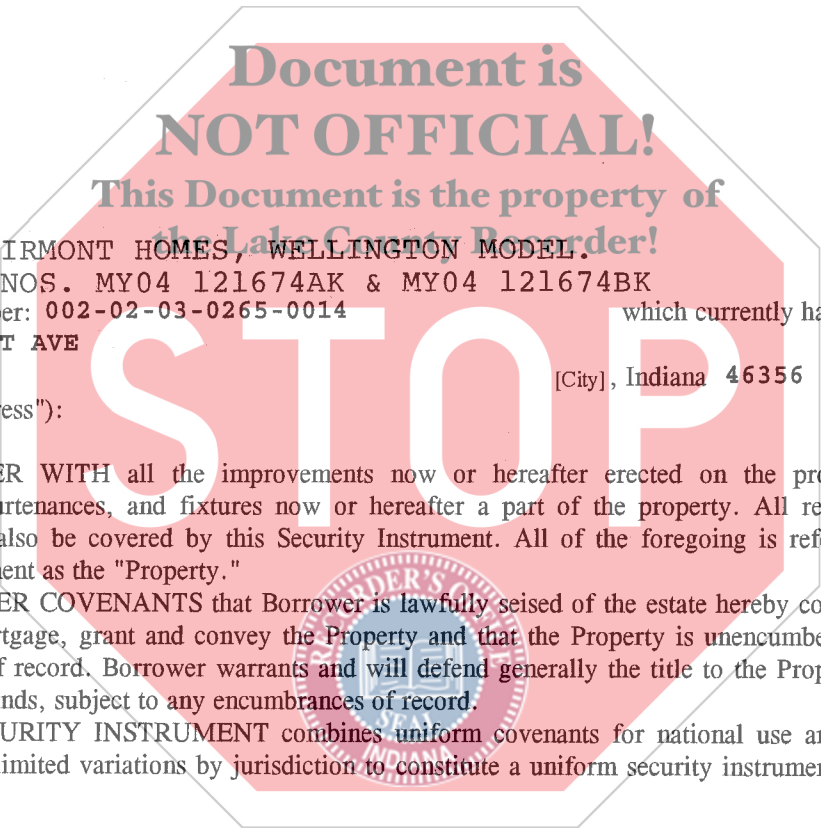 Document is
NOT OFFICIAL!
This Document is the property of
the Lake County Recorder!
IRMONT HOMES, WELLINGTON MODEL.
NOS. MY04 121674AK & MY04 121674BK
er: 002-02-03-0265-0014 which currently ha
T AVE
[City], Indiana 46356
ress"):
STOP
ER WITH all the improvements now or hereafter erected on the pro
urtenances, and fixtures now or hereafter a part of the property. All re
also be covered by this Security Instrument. All of the foregoing is refe
ent as the "Property."
ER COVENANTS that Borrower is lawfully seised of the estate hereby co
rtgage, grant and convey the Property and that the Property is unencumbe
f record. Borrower warrants and will defend generally the title to the Prop
nds, subject to any encumbrances of record.
URITY INSTRUMENT combines uniform covenants for national use an
limited variations by jurisdiction to constitute a uniform security instrumen
RECORDER'S OFFICE
SEAL
INDIANA